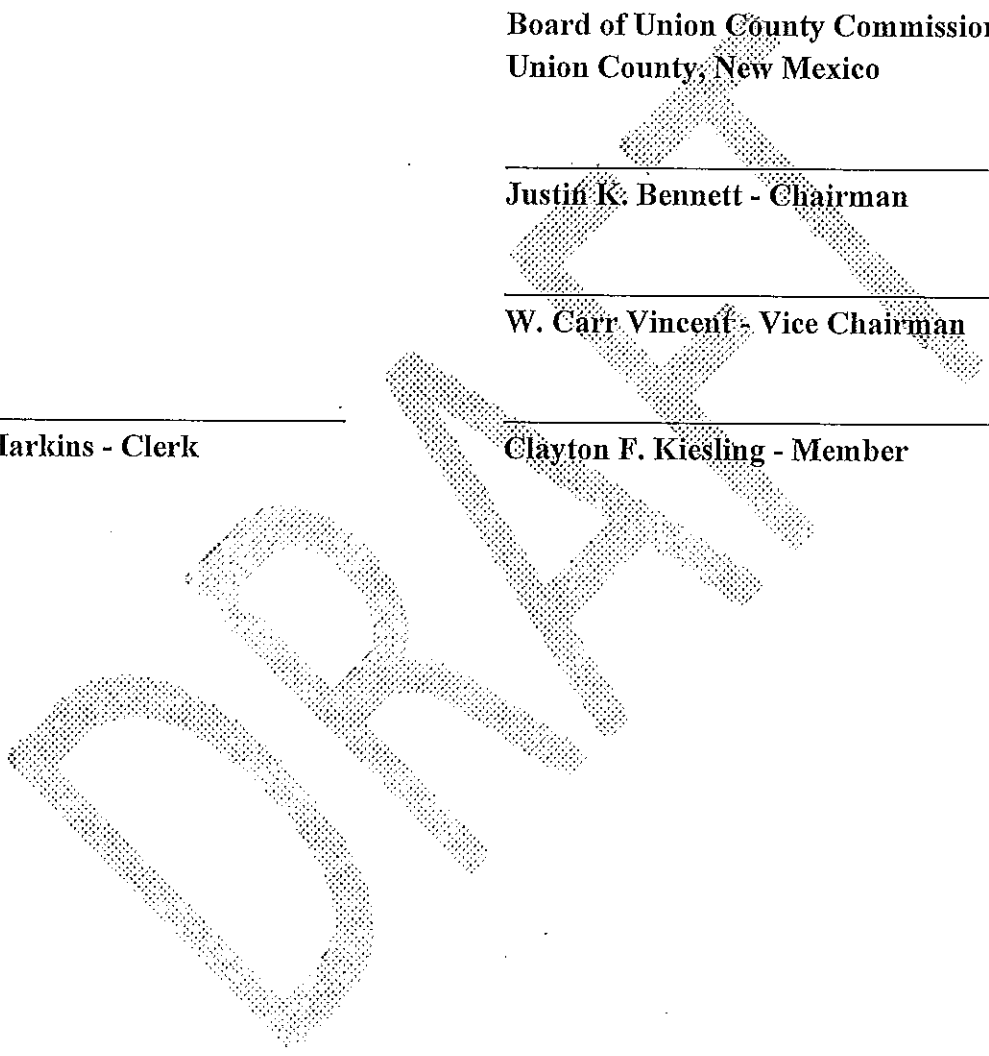 Board of Union County Commission
Union County, New Mexico
Justin K. Bennett - Chairman
W. Carr Vincent - Vice Chairman
Harkins - Clerk
Clayton F. Kiesling - Member
DRAFT